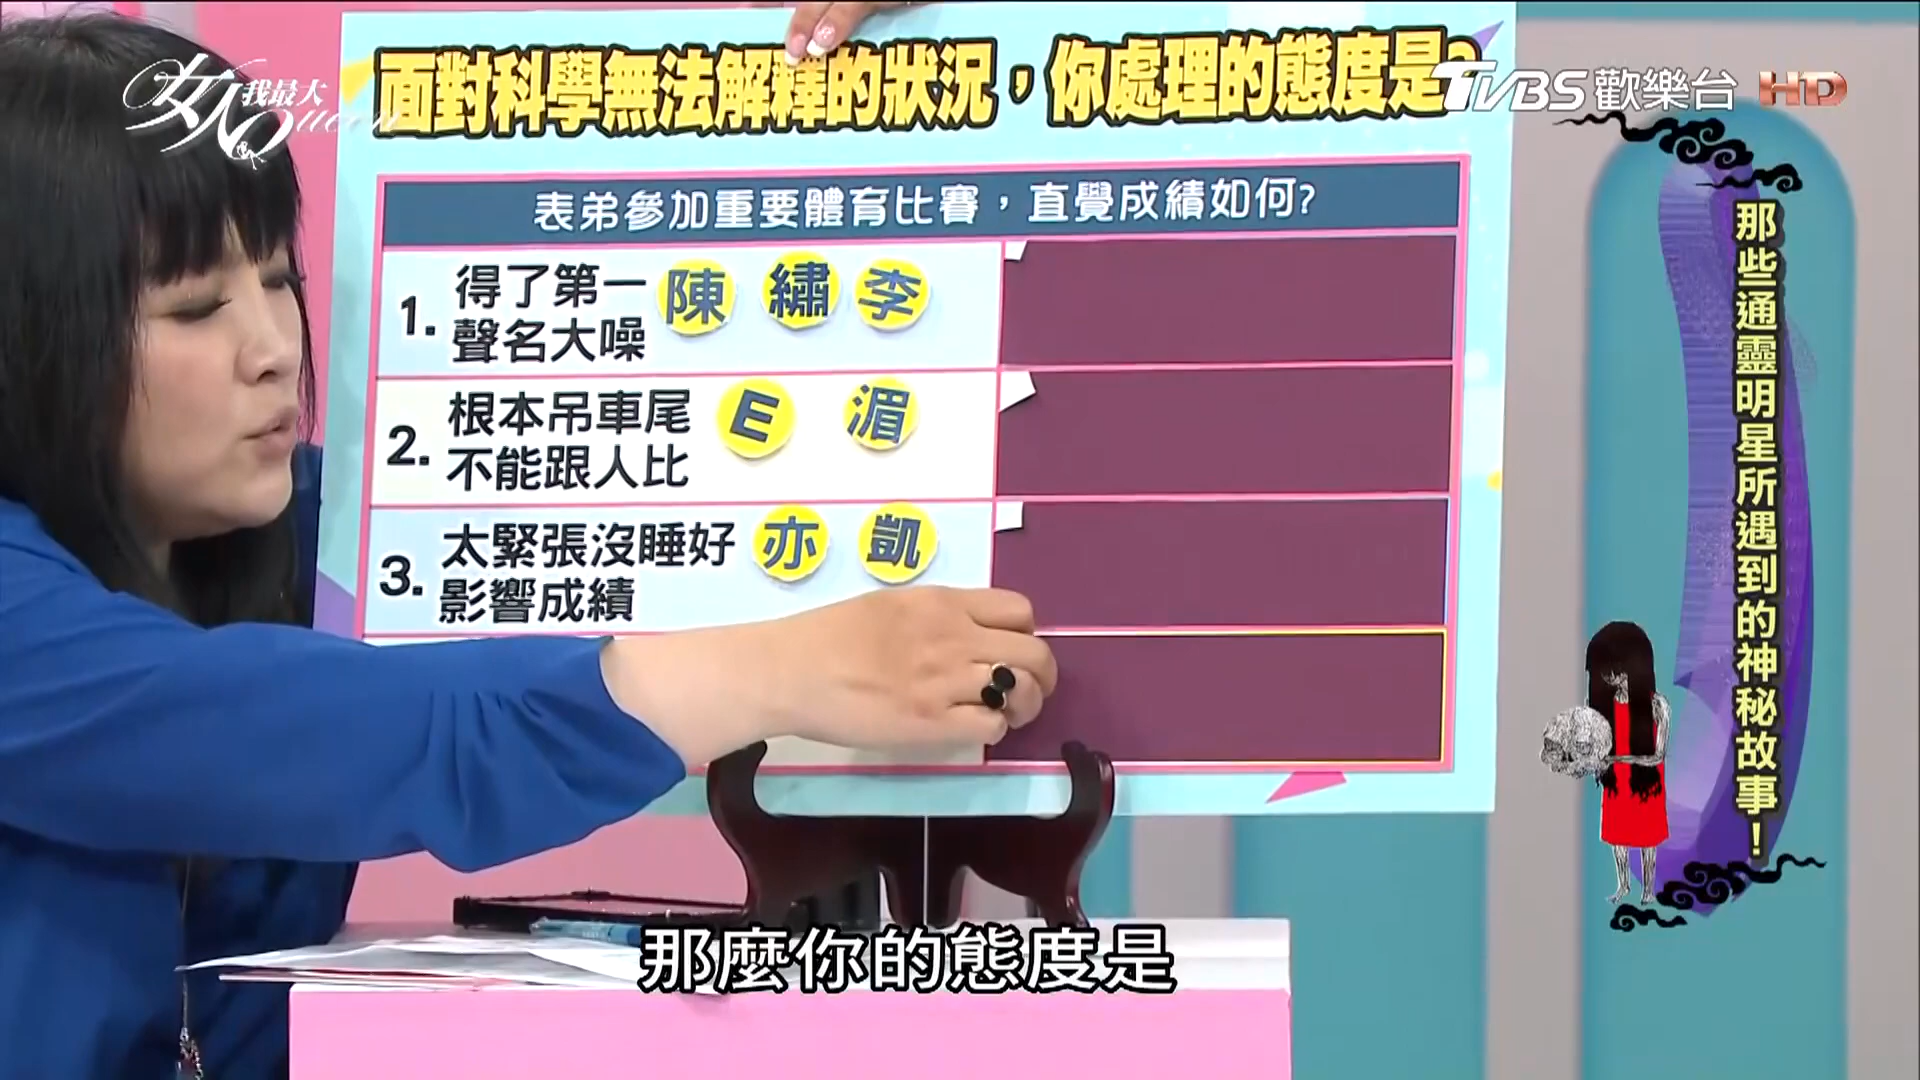 女人我最大
Queen
面對科學無法解釋的狀況，你處理的態度是?
TVBS歡樂台 HD
表弟參加重要體育比賽，直覺成績如何?
1. 得了第一
聲名大噪
陳 繡 李
2. 根本吊車尾
不能跟人比
E 湄
3. 太緊張沒睡好
影響成績
亦 凱
那些通靈明星所遇到的神秘故事！
那麼你的態度是